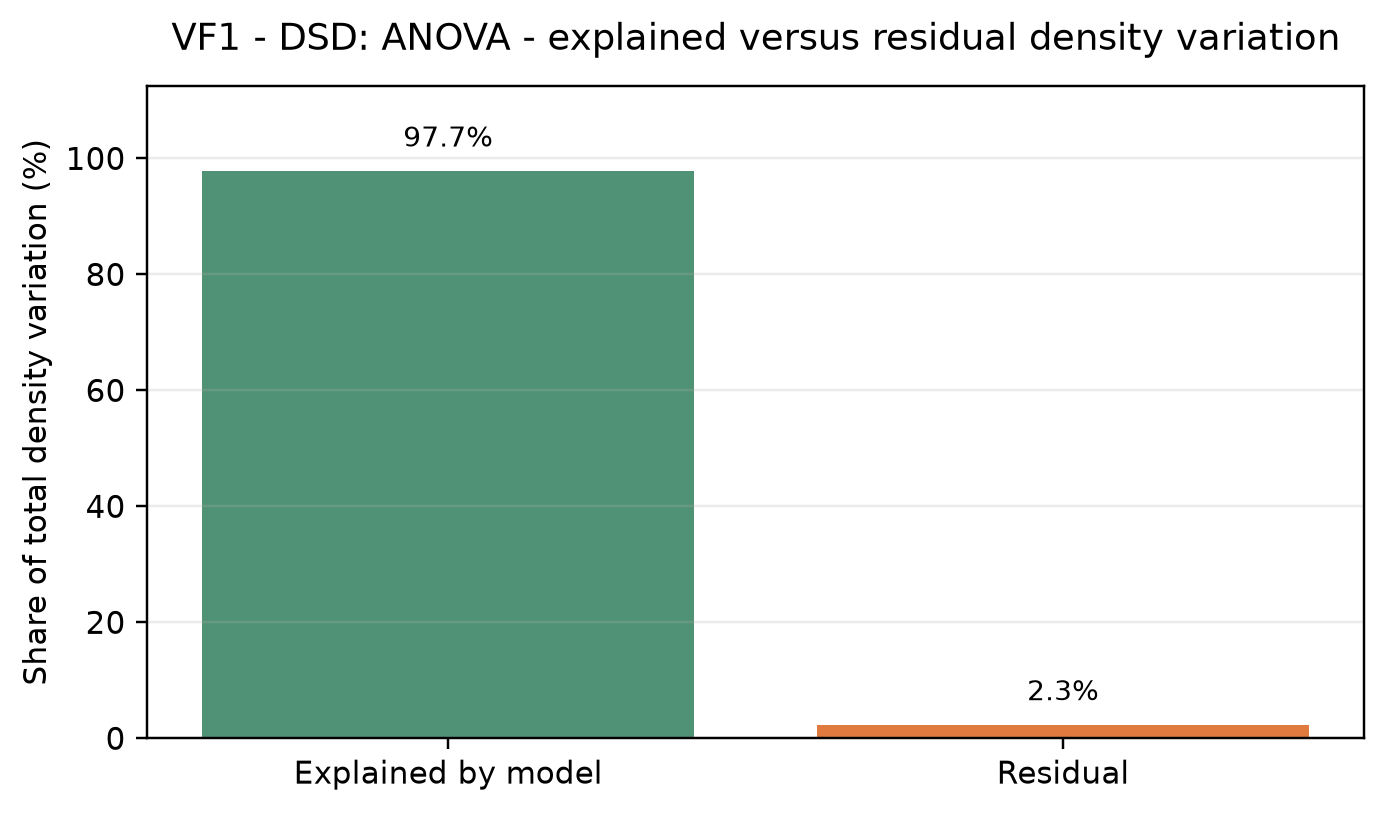 VF1 - DSD: ANOVA - explained versus residual density variation
Share of total density variation (%)
100
80
60
40
20
0
97.7%
2.3%
Explained by model
Residual